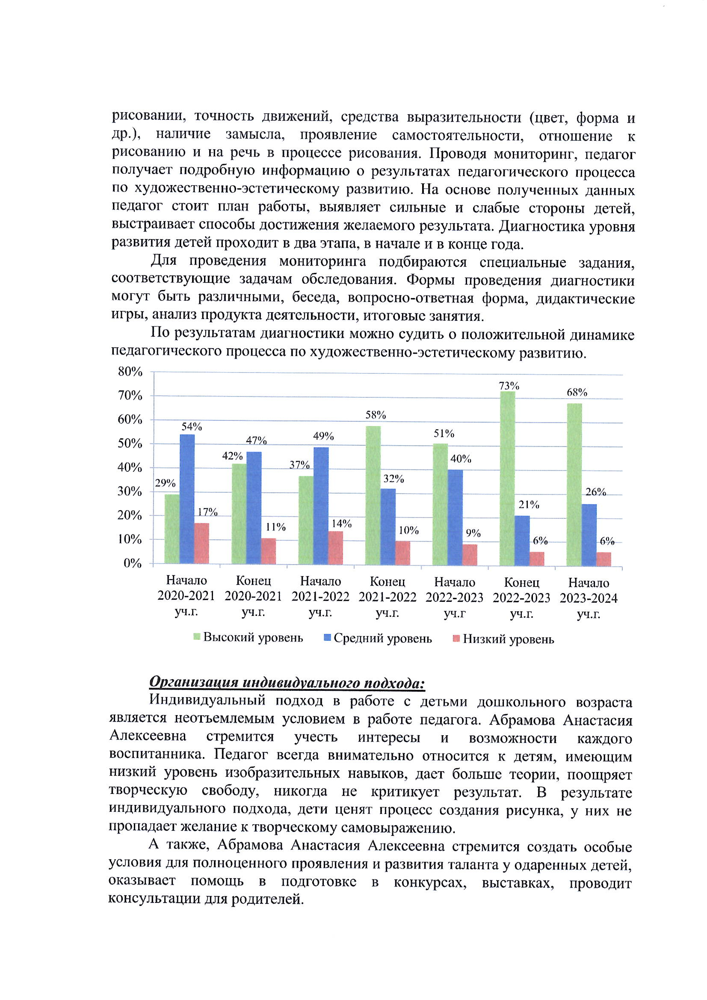 рисовании, точность движений, средства выразительности (цвет, форма и
др.), наличие замысла, проявление самостоятельности, отношение к
рисованию и на речь в процессе рисования. Проводя мониторинг, педагог
получает подробную информацию о результатах педагогического процесса
по художественно-эстетическому развитию. На основе полученных данных
педагог стоит план работы, выявляет сильные и слабые стороны детей,
выстраивает способы достижения желаемого результата. Диагностика уровня
развития детей проходит в два этапа, в начале и в конце года.
Для проведения мониторинга подбираются специальные задания,
соответствующие задачам обследования. Формы проведения диагностики
могут быть различными, беседа, вопросно-ответная форма, дидактические
игры, анализ продукта деятельности, итоговые занятия.
По результатам диагностики можно судить о положительной динамике
педагогического процесса по художественно-эстетическому развитию.
80%
70%
60%
50%
40%
30%
20%
10%
0%
29% 54% 17%
42% 47% 11%
37% 49% 14%
58% 32% 10%
51% 40% 9%
73% 21% 6%
68% 26% 6%
Начало Конец Начало Конец Начало Конец Начало
2020-2021 2020-2021 2021-2022 2021-2022 2022-2023 2022-2023 2023-2024
уч.г. уч.г. уч.г. уч.г. уч.г уч.г. уч.г.
Высокий уровень Средний уровень Низкий уровень
Организация индивидуального подхода:
Индивидуальный подход в работе с детьми дошкольного возраста
является неотъемлемым условием в работе педагога. Абрамова Анастасия
Алексеевна стремится учесть интересы и возможности каждого
воспитанника. Педагог всегда внимательно относится к детям, имеющим
низкий уровень изобразительных навыков, дает больше теории, поощряет
творческую свободу, никогда не критикует результат. В результате
индивидуального подхода, дети ценят процесс создания рисунка, у них не
пропадает желание к творческому самовыражению.
А также, Абрамова Анастасия Алексеевна стремится создать особые
условия для полноценного проявления и развития таланта у одаренных детей,
оказывает помощь в подготовке в конкурсах, выставках, проводит
консультации для родителей.